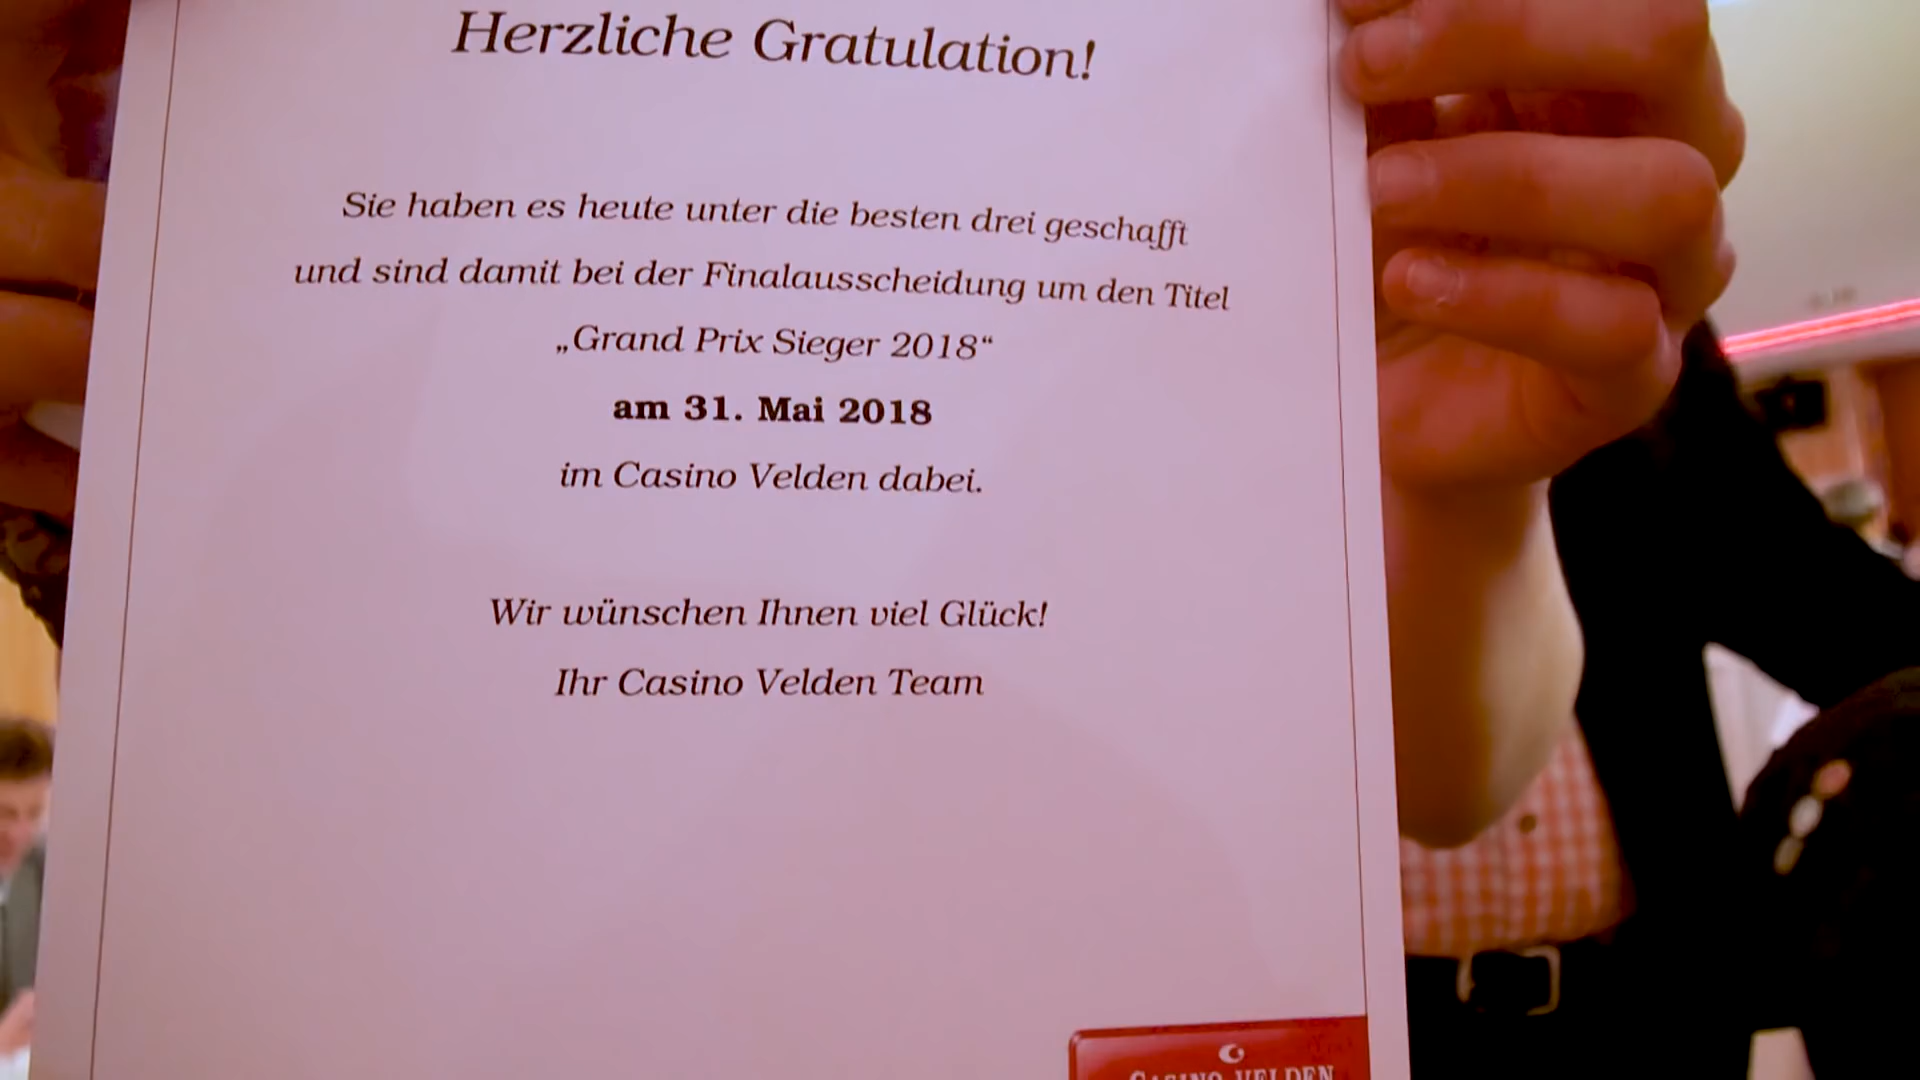 Herzliche Gratulation!
Sie haben es heute unter die besten drei geschafft
und sind damit bei der Finalausscheidung um den Titel
„Grand Prix Sieger 2018“
am 31. Mai 2018
im Casino Velden dabei.
Wir wünschen Ihnen viel Glück!
Ihr Casino Velden Team
CASINO VELDEN